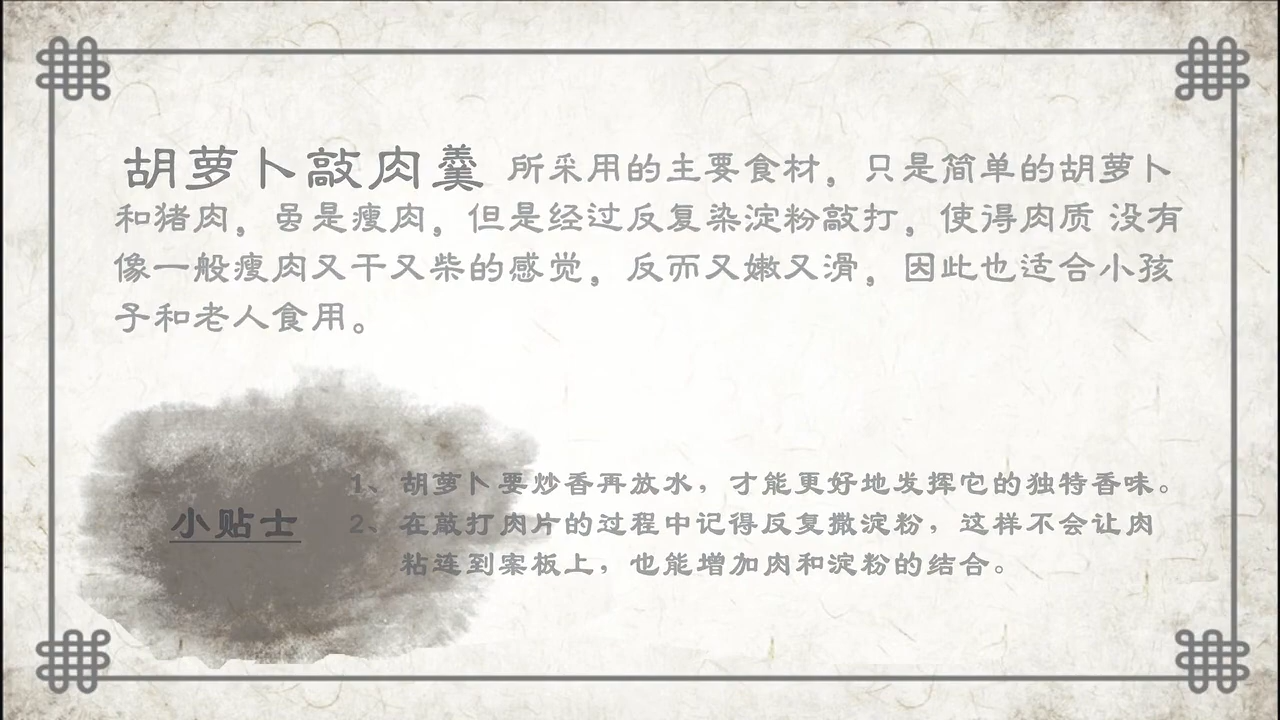 胡萝卜敲肉羹 所采用的主要食材，只是简单的胡萝卜
和猪肉，虽是瘦肉，但是经过反复染淀粉敲打，使得肉质 没有
像一般瘦肉又干又柴的感觉，反而又嫩又滑，因此也适合小孩
子和老人食用。
小贴士
1、胡萝卜要炒香再放水，才能更好地发挥它的独特香味。
2、在敲打肉片的过程中记得反复撒淀粉，这样不会让肉
粘连到案板上，也能增加肉和淀粉的结合。